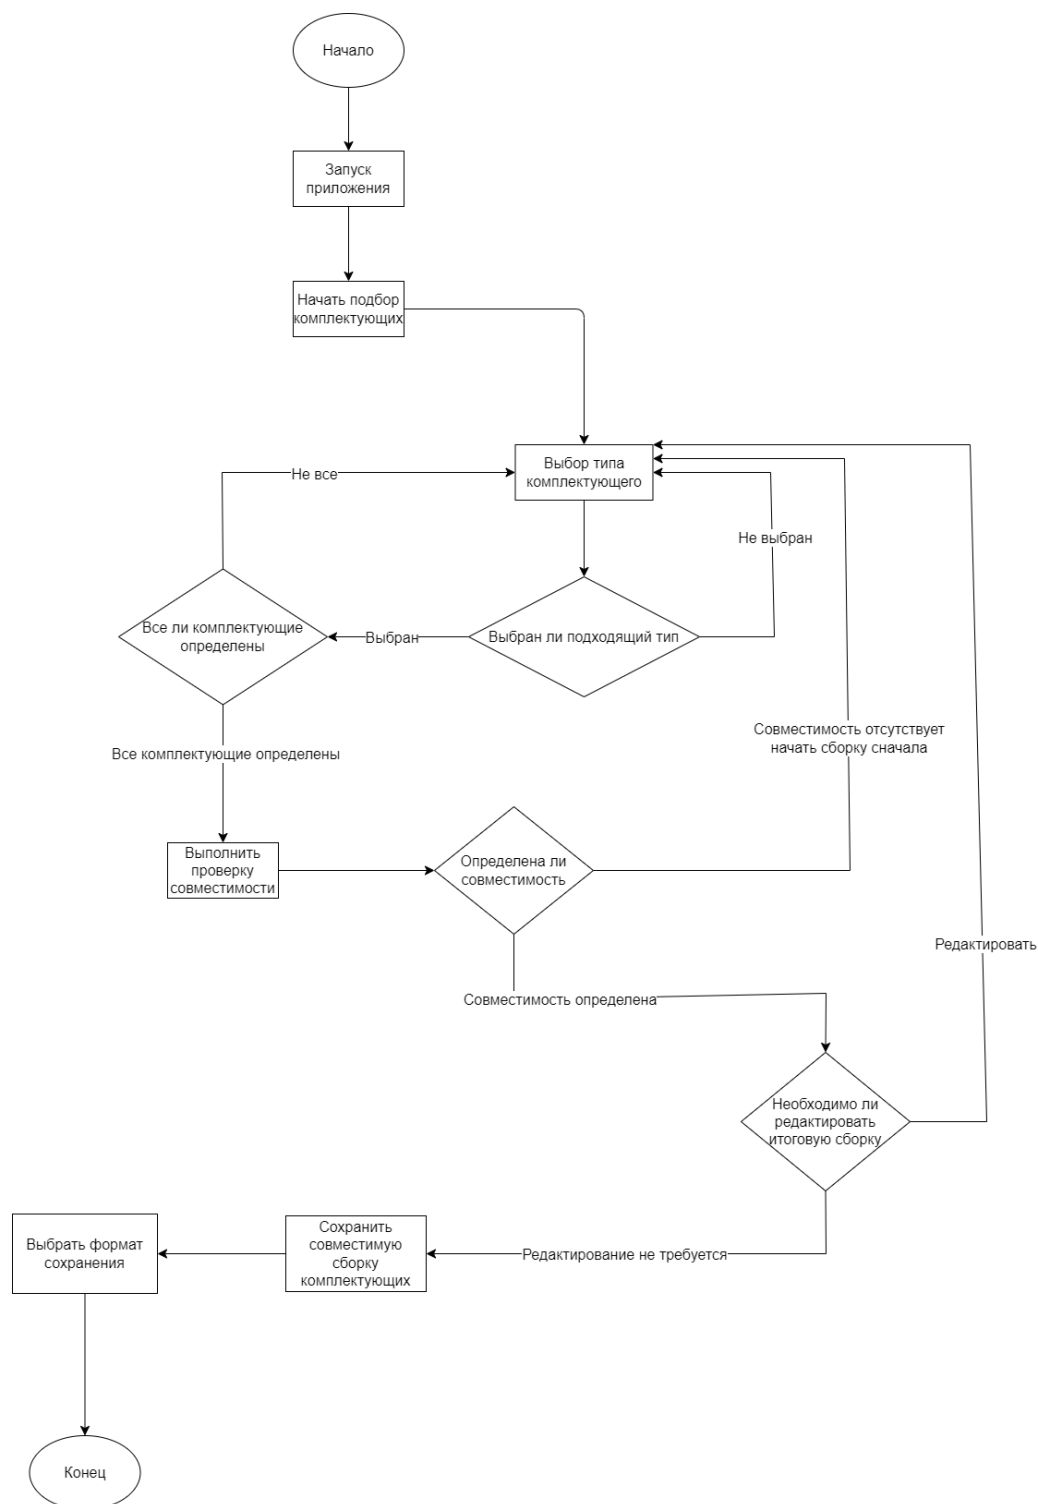 Начало
Запуск
приложения
Начать подбор
комплектующих
Выбор типа
комплектующего
Не все
Не выбран
Все ли комплектующие
определены
Выбран
Выбран ли подходящий тип
Совместимость отсутствует
начать сборку сначала
Все комплектующие определены
Выполнить
проверку
совместимости
Определена ли
совместимость
Редактировать
Совместимость определена
Необходимо ли
редактировать
итоговую сборку
Выбрать формат
сохранения
Сохранить
совместимую
сборку
комплектующих
Редактирование не требуется
Конец